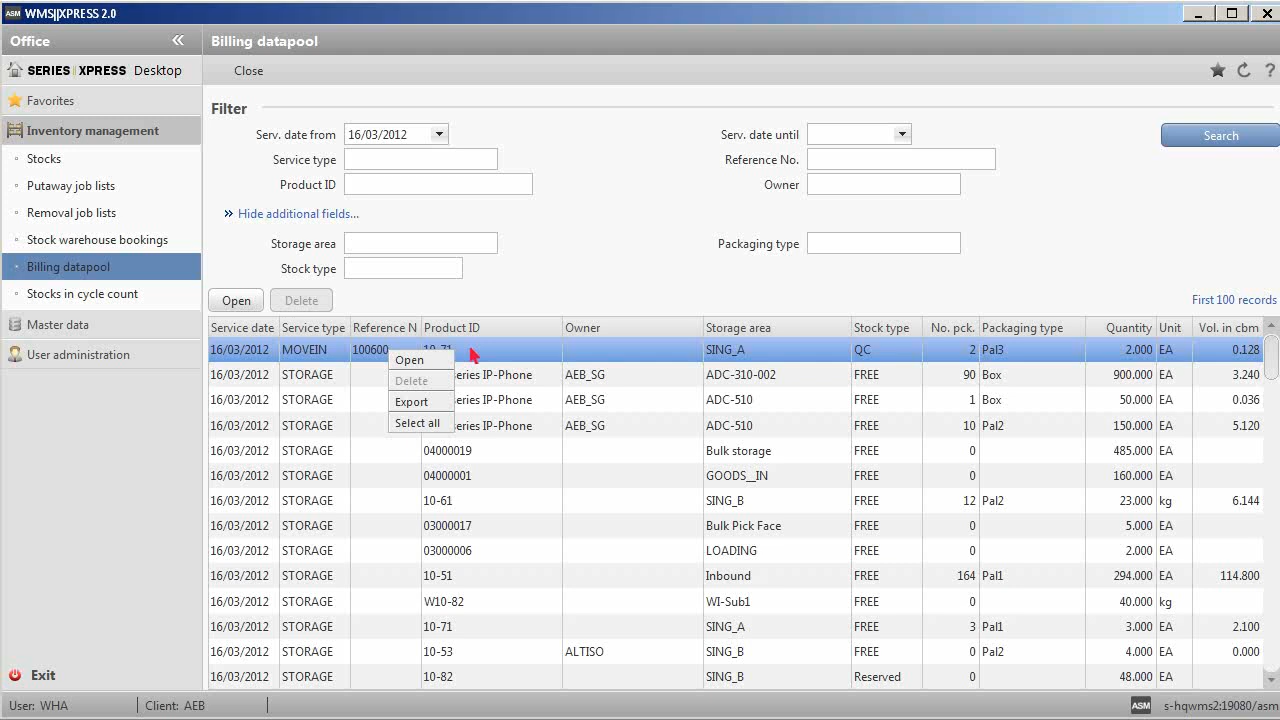 ASM WMS||XPRESS 2.0
Office «
Billing datapool
SERIES||XPRESS Desktop
Close
?
Favorites
Filter
Inventory management
Serv. date from 16/03/2012
Serv. date until
Search
Stocks
Service type
Reference No.
Putaway job lists
Product ID
Owner
Removal job lists
» Hide additional fields...
Stock warehouse bookings
Storage area
Packaging type
Billing datapool
Stock type
Stocks in cycle count
Open Delete
First 100 records
Master data
User administration
Service date Service type Reference N Product ID Owner Storage area Stock type No. pck. Packaging type Quantity Unit Vol. in cbm
16/03/2012 MOVEIN 100600 10-71 SING_A QC 2 Pal3 2.000 EA 0.128
16/03/2012 STORAGE series IP-Phone AEB_SG ADC-310-002 FREE 90 Box 900.000 EA 3.240
16/03/2012 STORAGE series IP-Phone AEB_SG ADC-510 FREE 1 Box 50.000 EA 0.036
16/03/2012 STORAGE series IP-Phone AEB_SG ADC-510 FREE 10 Pal2 150.000 EA 5.120
16/03/2012 STORAGE 04000019 Bulk storage FREE 0 485.000 EA
16/03/2012 STORAGE 04000001 GOODS__IN FREE 0 160.000 EA
16/03/2012 STORAGE 10-61 SING_B FREE 12 Pal2 23.000 kg 6.144
16/03/2012 STORAGE 03000017 Bulk Pick Face FREE 0 5.000 EA
16/03/2012 STORAGE 03000006 LOADING FREE 0 2.000 EA
16/03/2012 STORAGE 10-51 Inbound FREE 164 Pal1 294.000 EA 114.800
16/03/2012 STORAGE W10-82 WI-Sub1 FREE 0 40.000 kg
16/03/2012 STORAGE 10-71 SING_A FREE 3 Pal1 3.000 EA 2.100
16/03/2012 STORAGE 10-53 ALTISO SING_B FREE 0 Pal2 4.000 EA 0.000
16/03/2012 STORAGE 10-82 SING_B Reserved 0 48.000 EA
Open
Delete
Export
Select all
Exit
User: WHA Client: AEB ASM s-hqwms2:19080/asm